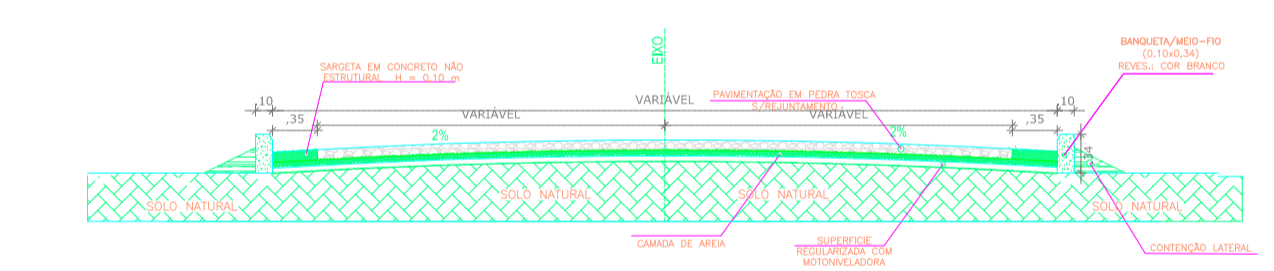 EIXO
BANQUETA/MEIO-FIO
(0.10x0,34)
REVES.: COR BRANCO
SARGETA EM CONCRETO NÃO
ESTRUTURAL H = 0.10 m
PAVIMENTAÇÃO EM PEDRA TOSCA
S/REJUNTAMENTO
,10
VARIÁVEL
,10
,35
VARIÁVEL
VARIÁVEL
,35
2%
2%
,34
SOLO NATURAL
SOLO NATURAL
SOLO NATURAL
SOLO NATURAL
CAMADA DE AREIA
SUPERFICIE
REGULARIZADA COM
MOTONIVELADORA
CONTENÇÃO LATERAL